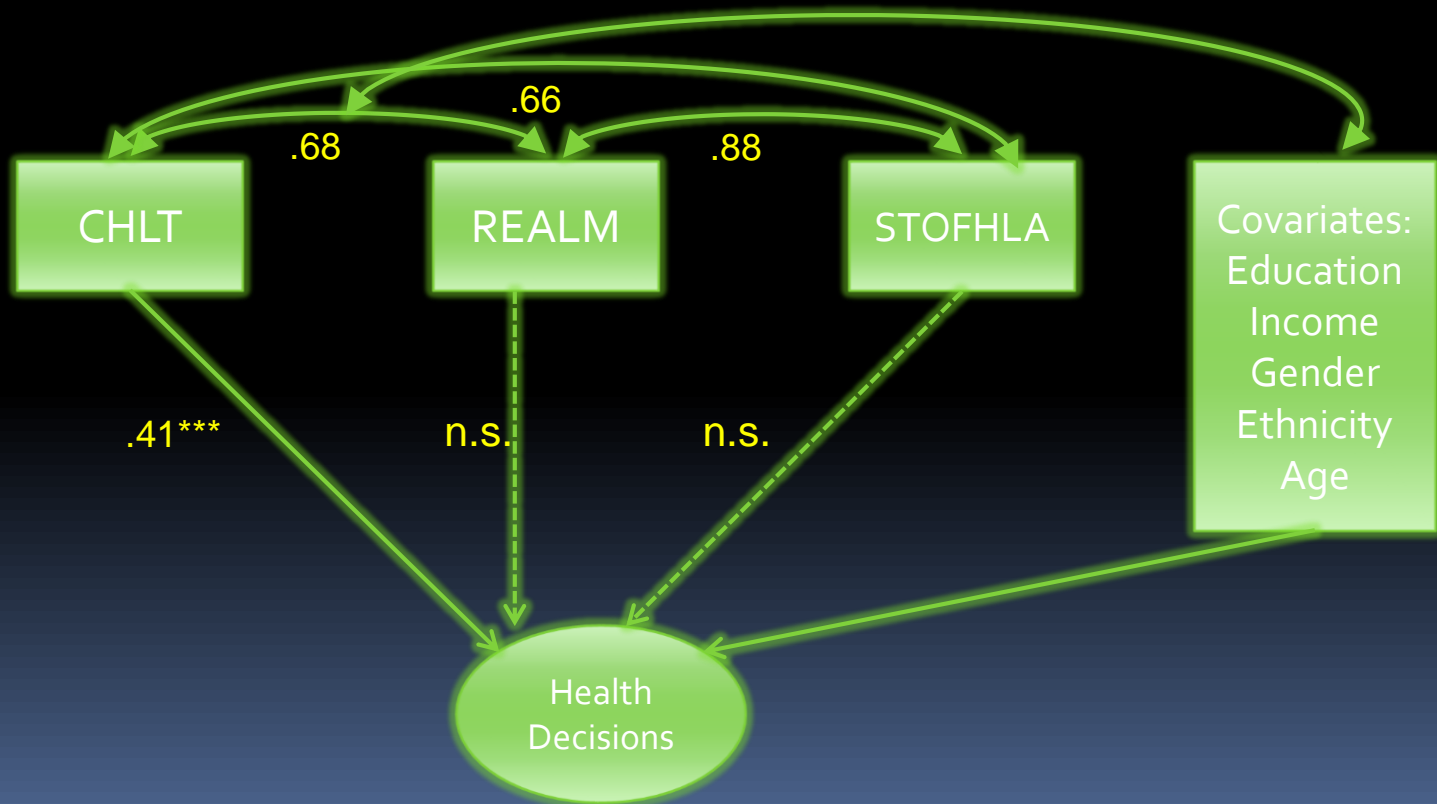 .66
.68
.88
CHLT
REALM
STOFHLA
Covariates:
Education
Income
Gender
Ethnicity
Age
.41***
n.s.
n.s.
Health
Decisions